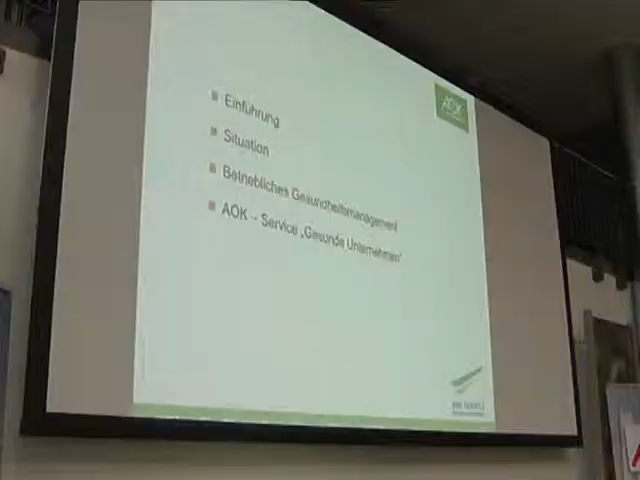 AOK
Einführung
Situation
Betriebliches Gesundheitsmanagement
AOK – Service „Gesunde Unternehmen"